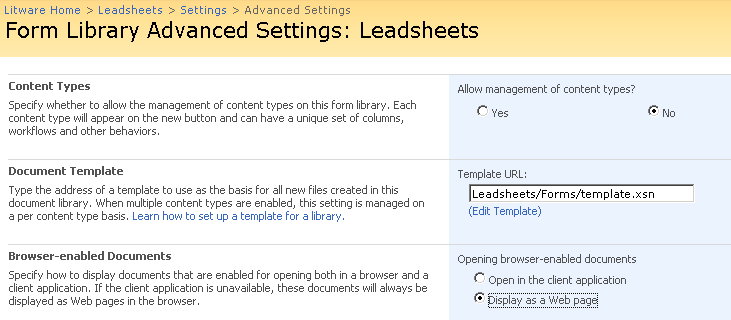 Litware Home > Leadsheets > Settings > Advanced Settings
Form Library Advanced Settings: Leadsheets
Content Types
Specify whether to allow the management of content types on this form library. Each
content type will appear on the new button and can have a unique set of columns,
workflows and other behaviors.
Allow management of content types?
Yes
No
Document Template
Type the address of a template to use as the basis for all new files created in this
document library. When multiple content types are enabled, this setting is managed on
a per content type basis. Learn how to set up a template for a library.
Template URL:
Leadsheets/Forms/template.xsn
(Edit Template)
Browser-enabled Documents
Specify how to display documents that are enabled for opening both in a browser and a
client application. If the client application is unavailable, these documents will always be
displayed as Web pages in the browser.
Opening browser-enabled documents
Open in the client application
Display as a Web page